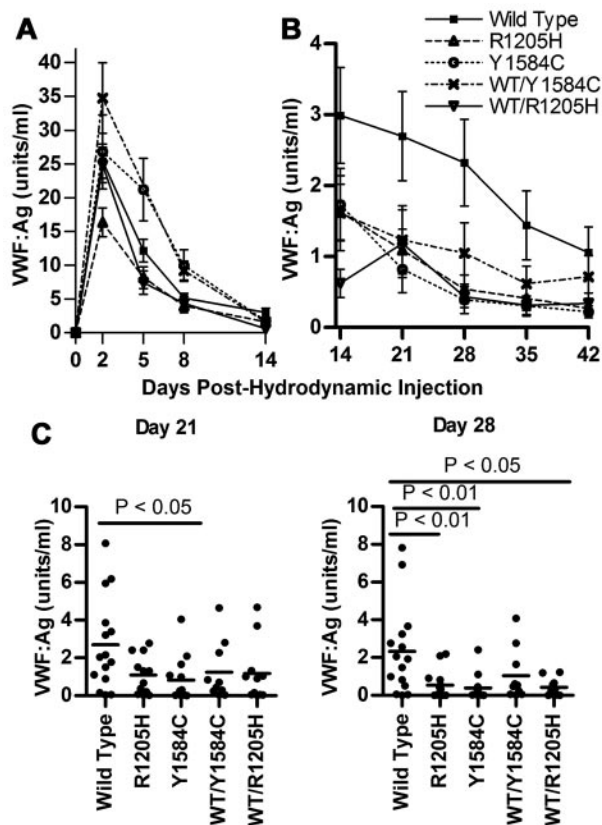 A
VWF:Ag (units/ml)
40
35
30
25
20
15
10
5
0
0 2 5 8 14
B
Wild Type
R1205H
Y1584C
WT/Y1584C
WT/R1205H
VWF:Ag (units/ml)
4
3
2
1
0
14 21 28 35 42
Days Post-Hydrodynamic Injection
C
Day 21
P < 0.05
VWF:Ag (units/ml)
10
8
6
4
2
0
Wild Type
R1205H
Y1584C
WT/Y1584C
WT/R1205H
Day 28
P < 0.05
P < 0.01
P < 0.01
VWF:Ag (units/ml)
10
8
6
4
2
0
Wild Type
R1205H
Y1584C
WT/Y1584C
WT/R1205H